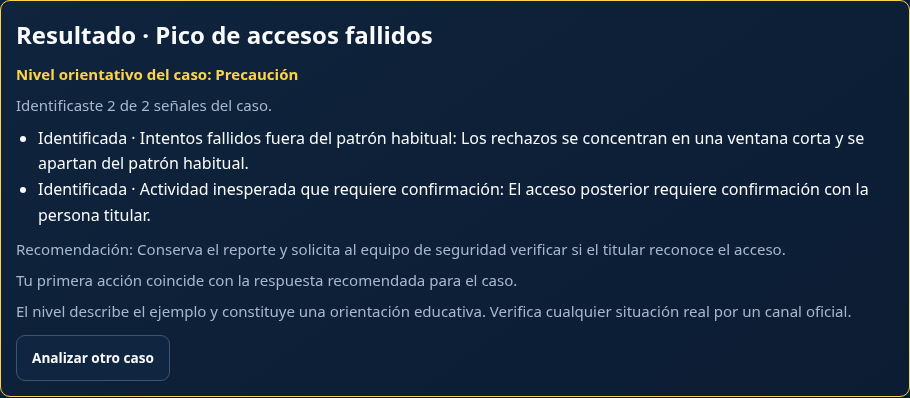 Resultado · Pico de accesos fallidos
Nivel orientativo del caso: Precaución
Identificaste 2 de 2 señales del caso.
• Identificada · Intentos fallidos fuera del patrón habitual: Los rechazos se concentran en una ventana corta y se
apartan del patrón habitual.
• Identificada · Actividad inesperada que requiere confirmación: El acceso posterior requiere confirmación con la
persona titular.
Recomendación: Conserva el reporte y solicita al equipo de seguridad verificar si el titular reconoce el acceso.
Tu primera acción coincide con la respuesta recomendada para el caso.
El nivel describe el ejemplo y constituye una orientación educativa. Verifica cualquier situación real por un canal oficial.
Analizar otro caso